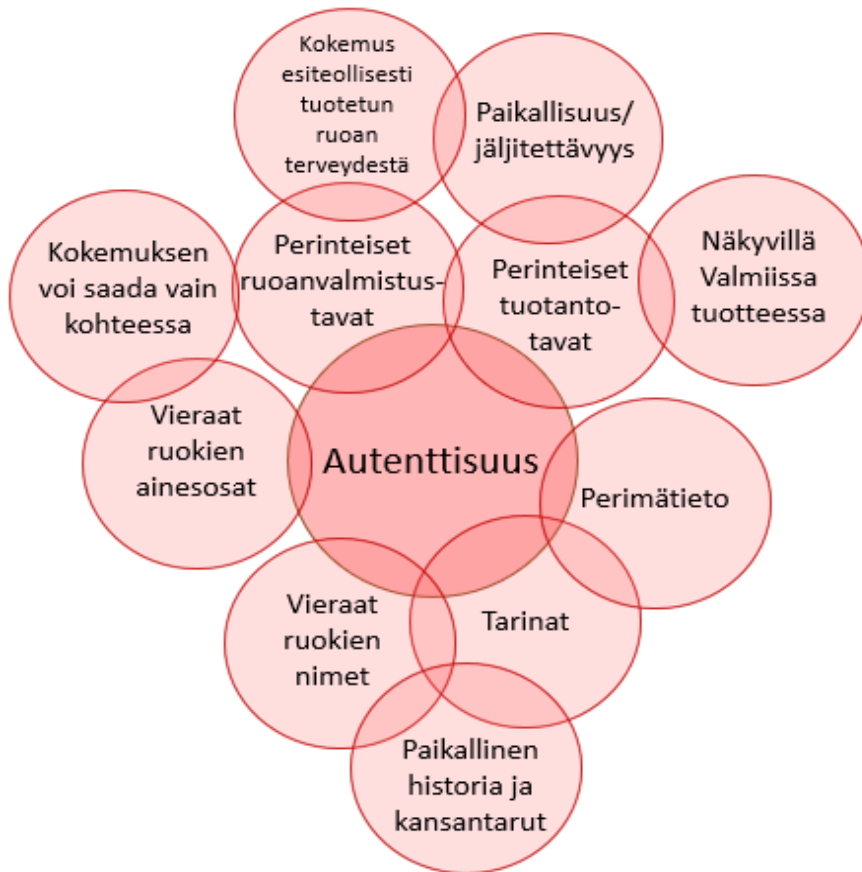 Kokemus
esiteollisesti
tuotetun
ruoan
terveydestä
Paikallisuus/
jäljitettävyys
Kokemuksen
voi saada vain
kohteessa
Perinteiset
ruoanvalmistus-
tavat
Perinteiset
tuotanto-
tavat
Näkyvillä
Valmiissa
tuotteessa
Vieraat
ruokien
ainesosat
Autenttisuus
Perimätieto
Vieraat
ruokien
nimet
Tarinat
Paikallinen
historia ja
kansantarut